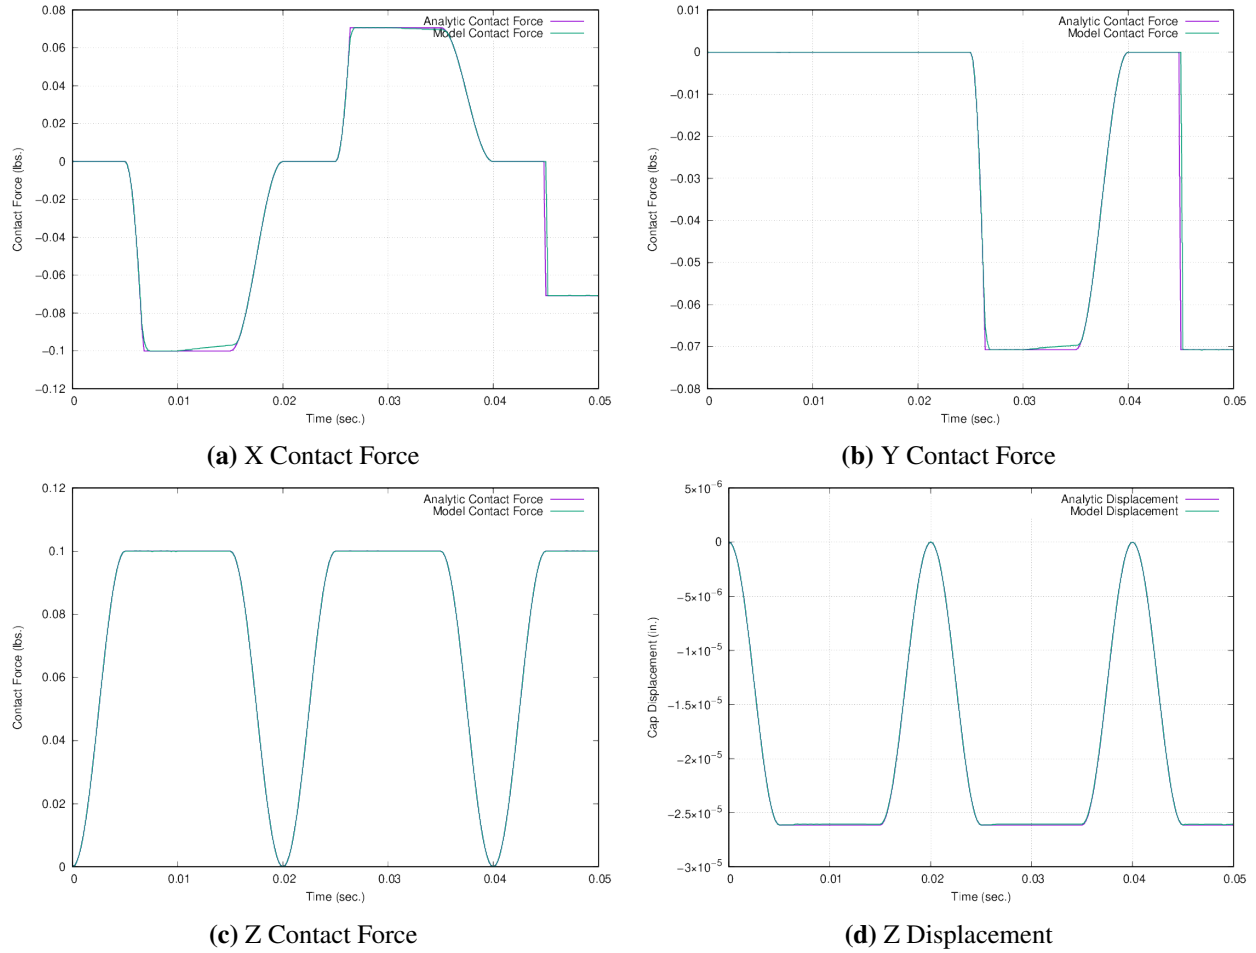 0.08
0.06
0.04
0.02
0
−0.02
−0.04
−0.06
−0.08
−0.1
−0.12
Contact Force (lbs.)
Analytic Contact Force
Model Contact Force
0 0.01 0.02 0.03 0.04 0.05
Time (sec.)
(a) X Contact Force
0.01
0
−0.01
−0.02
−0.03
−0.04
−0.05
−0.06
−0.07
−0.08
Contact Force (lbs.)
Analytic Contact Force
Model Contact Force
0 0.01 0.02 0.03 0.04 0.05
Time (sec.)
(b) Y Contact Force
0.12
0.1
0.08
0.06
0.04
0.02
0
Contact Force (lbs.)
Analytic Contact Force
Model Contact Force
0 0.01 0.02 0.03 0.04 0.05
Time (sec.)
(c) Z Contact Force
5×10⁻⁶
0
−5×10⁻⁶
−1×10⁻⁵
−1.5×10⁻⁵
−2×10⁻⁵
−2.5×10⁻⁵
−3×10⁻⁵
Cap Displacement (in.)
Analytic Displacement
Model Displacement
0 0.01 0.02 0.03 0.04 0.05
Time (sec.)
(d) Z Displacement